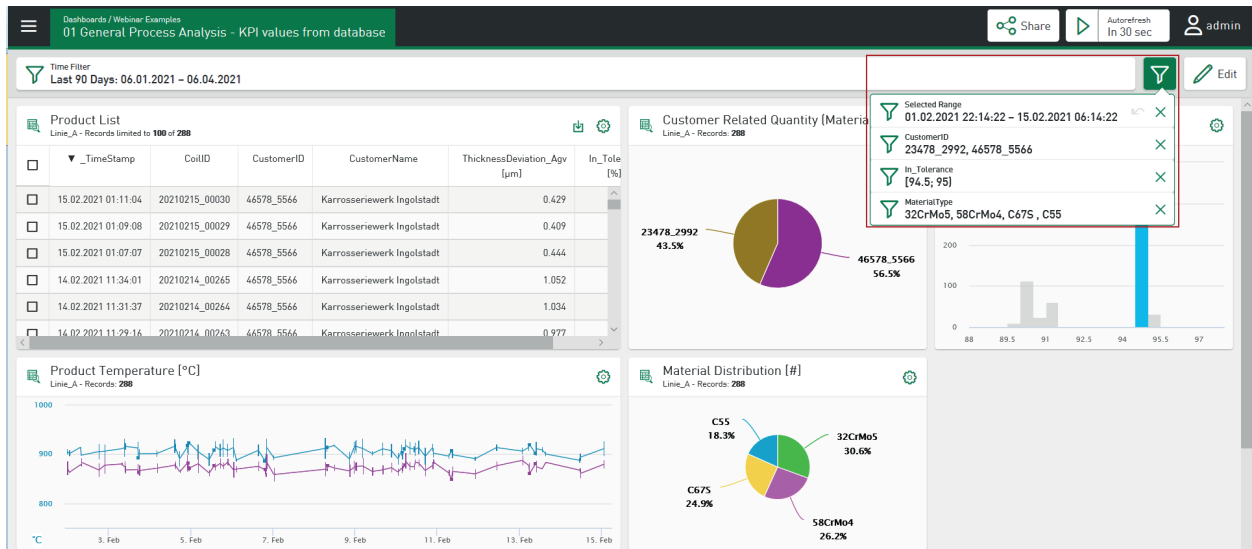 Dashboards / Webinar Examples
01 General Process Analysis - KPI values from database
Share
Autorefresh
In 30 sec
admin
Time Filter
Last 90 Days: 06.01.2021 – 06.04.2021
Edit
Selected Range
01.02.2021 22:14:22 – 15.02.2021 06:14:22
CustomerID
23478_2992, 46578_5566
In_Tolerance
[94.5; 95)
MaterialType
32CrMo5, 58CrMo4, C67S , C55
Product List
Linie_A - Records limited to 100 of 288
▼ _TimeStamp CoilID CustomerID CustomerName ThicknessDeviation_Agv [µm] In_Tole [%]
15.02.2021 01:11:04 20210215_00030 46578_5566 Karrosseriewerk Ingolstadt 0.429
15.02.2021 01:09:08 20210215_00029 46578_5566 Karrosseriewerk Ingolstadt 0.409
15.02.2021 01:07:07 20210215_00028 46578_5566 Karrosseriewerk Ingolstadt 0.444
14.02.2021 11:34:01 20210214_00265 46578_5566 Karrosseriewerk Ingolstadt 1.052
14.02.2021 11:31:37 20210214_00264 46578_5566 Karrosseriewerk Ingolstadt 1.034
14.02.2021 11:29:16 20210214_00263 46578_5566 Karrosseriewerk Ingolstadt 0.977
Customer Related Quantity (Materia
Linie_A - Records: 288
23478_2992
43.5%
46578_5566
56.5%
200
100
0
88 89.5 91 92.5 94 95.5 97
Product Temperature [°C]
Linie_A - Records: 288
1000
900
800
°C
3. Feb 5. Feb 7. Feb 9. Feb 11. Feb 13. Feb 15. Feb
Material Distribution [#]
Linie_A - Records: 288
C55
18.3%
32CrMo5
30.6%
C67S
24.9%
58CrMo4
26.2%